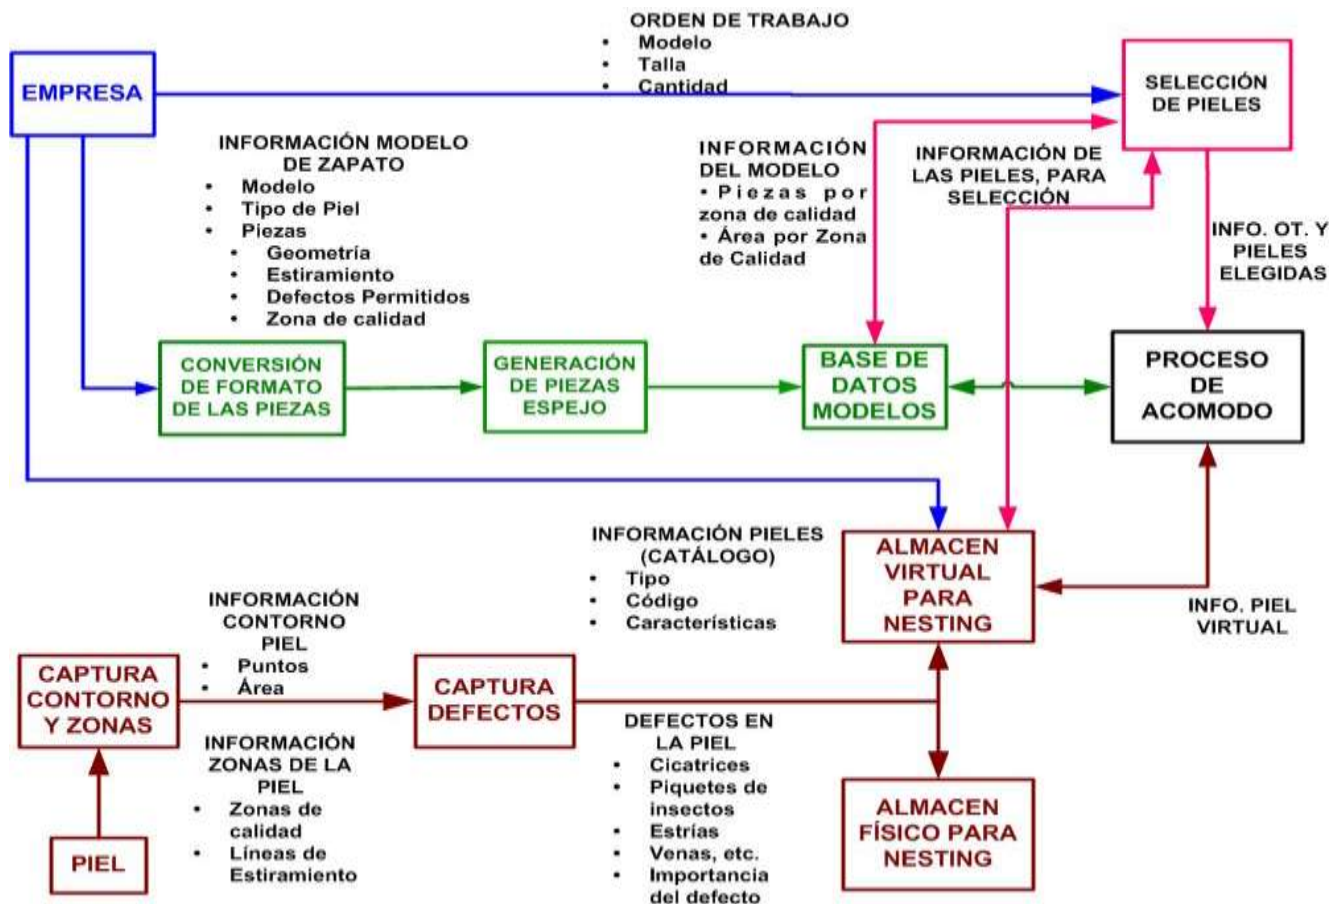 ORDEN DE TRABAJO
• Modelo
• Talla
• Cantidad
EMPRESA
SELECCIÓN
DE PIELES
INFORMACIÓN MODELO
DE ZAPATO
• Modelo
• Tipo de Piel
• Piezas
• Geometría
• Estiramiento
• Defectos Permitidos
• Zona de calidad
INFORMACIÓN
DEL MODELO
• Piezas por
zona de calidad
• Área por Zona
de Calidad
INFORMACIÓN DE
LAS PIELES, PARA
SELECCIÓN
INFO. OT. Y
PIELES
ELEGIDAS
CONVERSIÓN
DE FORMATO
DE LAS PIEZAS
GENERACIÓN
DE PIEZAS
ESPEJO
BASE DE
DATOS
MODELOS
PROCESO
DE
ACOMODO
INFORMACIÓN PIELES
(CATÁLOGO)
• Tipo
• Código
• Características
ALMACEN
VIRTUAL
PARA
NESTING
INFO. PIEL
VIRTUAL
INFORMACIÓN
CONTORNO
PIEL
• Puntos
• Área
CAPTURA
CONTORNO
Y ZONAS
CAPTURA
DEFECTOS
INFORMACIÓN
ZONAS DE LA
PIEL
• Zonas de
calidad
• Líneas de
Estiramiento
DEFECTOS EN
LA PIEL
• Cicatrices
• Piquetes de
insectos
• Estrías
• Venas, etc.
• Importancia
del defecto
PIEL
ALMACEN
FÍSICO PARA
NESTING